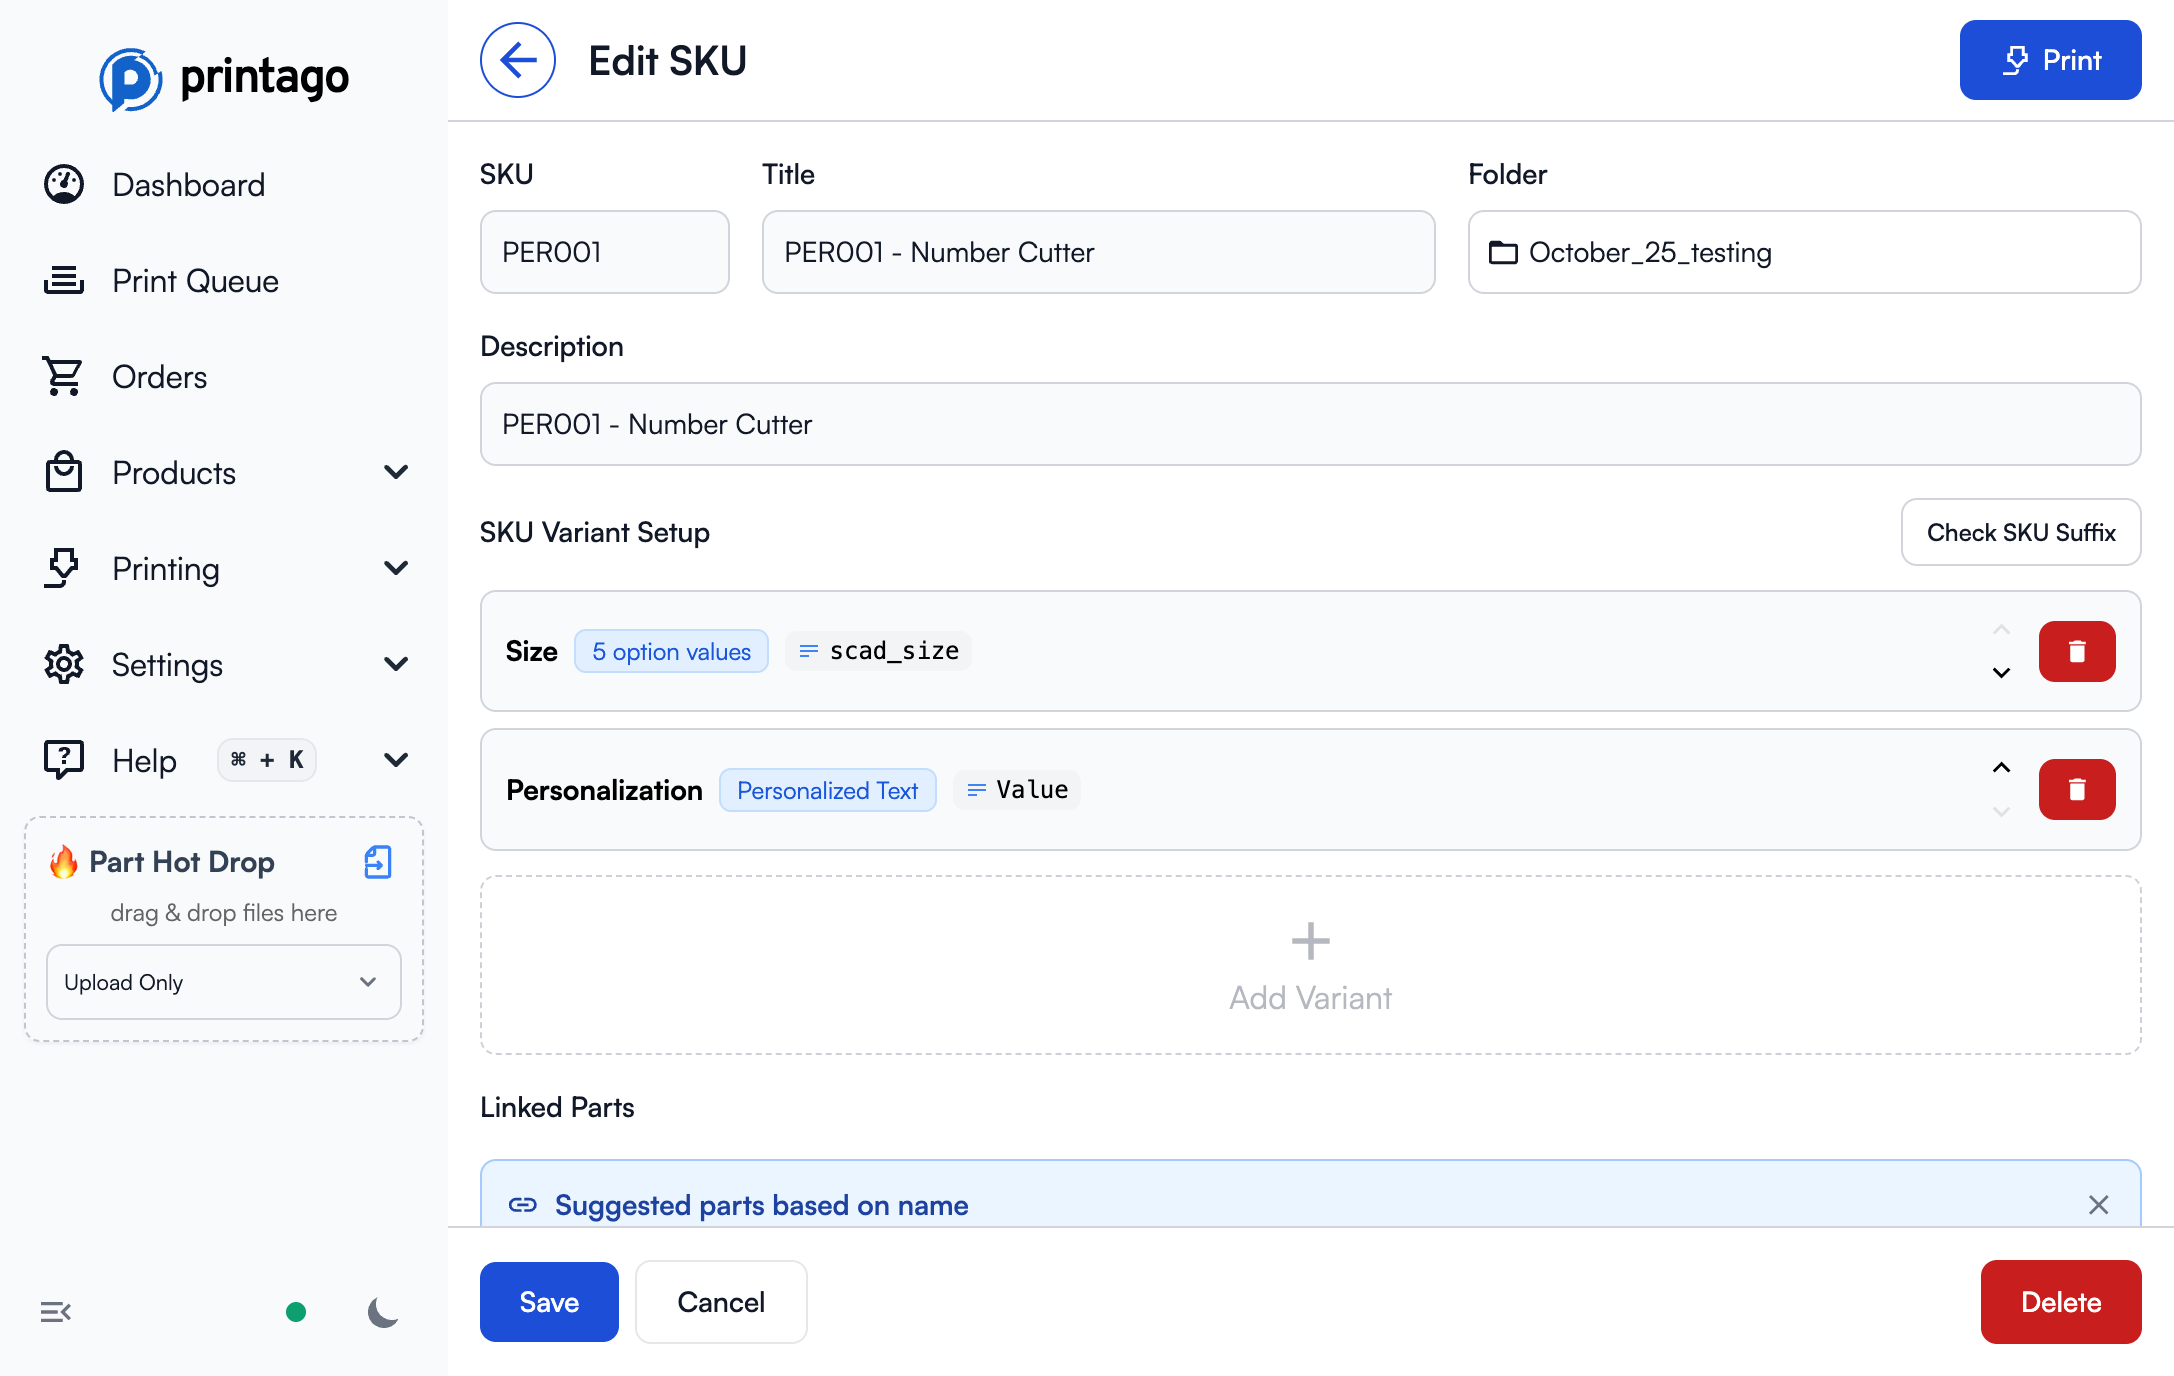 printago
Dashboard
Print Queue
Orders
Products
Printing
Settings
Help ⌘ + K
🔥 Part Hot Drop
drag & drop files here
Upload Only
Edit SKU
Print
SKU
Title
Folder
PER001
PER001 - Number Cutter
October_25_testing
Description
PER001 - Number Cutter
SKU Variant Setup
Check SKU Suffix
Size 5 option values scad_size
Personalization Personalized Text Value
Add Variant
Linked Parts
Suggested parts based on name
Save
Cancel
Delete